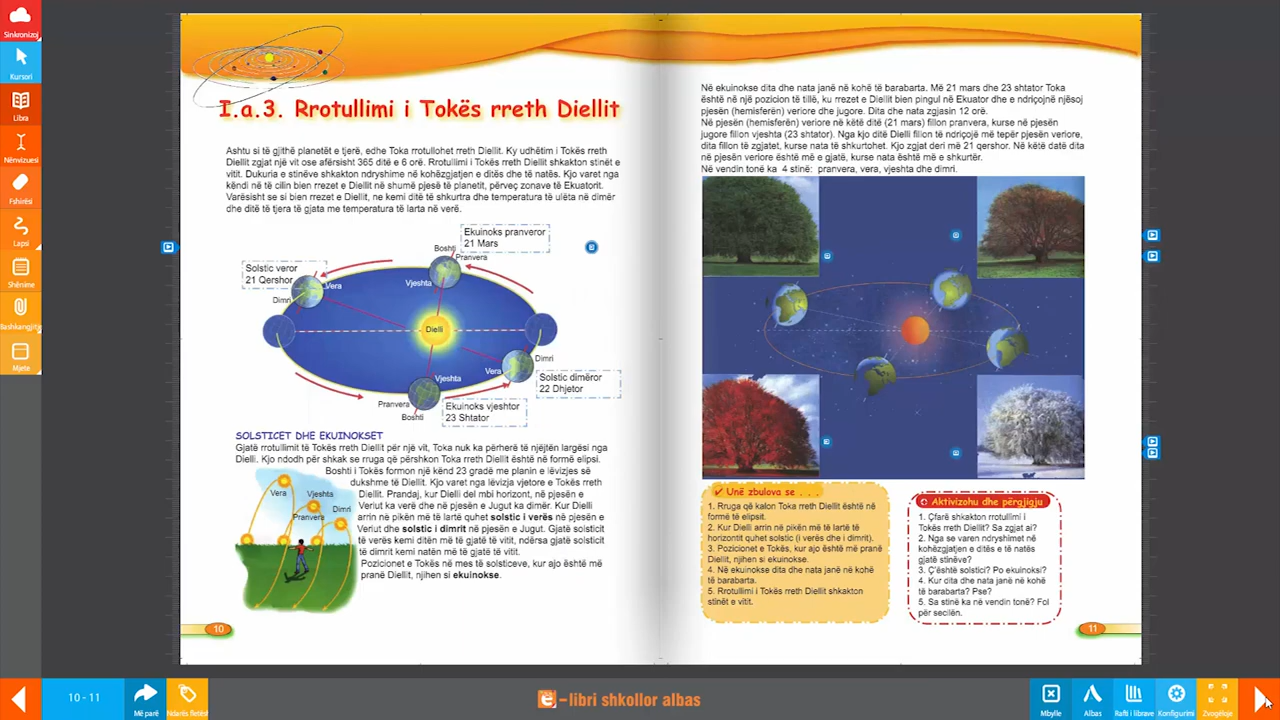 Sinkronizoj
Kursori
Libra
Nënvizuesi
Fshirësi
Lapsi
Shënime
Bashkangjitje
Mjete
I.a.3. Rrotullimi i Tokës rreth Diellit
Ashtu si të gjithë planetet e tjerë, edhe Toka rrotullohet rreth Diellit. Ky udhëtim i Tokës rreth
Diellit zgjat një vit ose afërsisht 365 ditë e 6 orë. Rrotullimi i Tokës rreth Diellit shkakton stinët e
vitit. Dukuria e stinëve shkakton ndryshime në kohëzgjatjen e ditës dhe të natës. Kjo varet nga
këndi në të cilin bien rrezet e Diellit në shumë pjesë të planetit, përveç zonave të Ekuatorit.
Varësisht se si bien rrezet e Diellit, ne kemi ditë të shkurtra dhe temperatura të ulëta në dimër
dhe ditë të tjera të gjata me temperatura të larta në verë.
Ekuinoks pranveror
21 Mars
Boshti
Pranvera
Solstic veror
21 Qershor
Vera
Vjeshta
Dimri
Dielli
Dimri
Vera
Vjeshta
Solstic dimëror
22 Dhjetor
Pranvera
Boshti
Ekuinoks vjeshtor
23 Shtator
SOLSTICET DHE EKUINOKSET
Gjatë rrotullimit të Tokës rreth Diellit për një vit, Toka nuk ka përherë të njëjtën largësi nga
Dielli. Kjo ndodh për shkak se rruga që përshkon Toka rreth Diellit është në formë elipsi.
Boshti i Tokës formon një kënd 23 gradë me planin e lëvizjes së
dukshme të Diellit. Kjo varet nga lëvizja vjetore e Tokës rreth
Diellit. Prandaj, kur Dielli del mbi horizont, në pjesën e
Veriut ka verë dhe në pjesën e Jugut ka dimër. Kur Dielli
arrin në pikën më të lartë quhet solstic i verës në pjesën e
Veriut dhe solstic i dimrit në pjesën e Jugut. Gjatë solsticit
të verës kemi ditën më të gjatë të vitit, ndërsa gjatë solsticit
të dimrit kemi natën më të gjatë të vitit.
Pozicionet e Tokës në mes të solsticeve, kur ajo është më
pranë Diellit, njihen si ekuinokse.
Vera
Vjeshta
Dimri
Pranvera
10
Në ekuinokse dita dhe nata janë në kohë të barabarta. Më 21 mars dhe 23 shtator Toka
është në një pozicion të tillë, ku rrezet e Diellit bien pingul në Ekuator dhe e ndriçojnë njësoj
pjesën (hemisferën) veriore dhe jugore. Dita dhe nata zgjasin 12 orë.
Në pjesën (hemisferën) veriore në këtë ditë (21 mars) fillon pranvera, kurse në pjesën
jugore fillon vjeshta (23 shtator). Nga kjo ditë Dielli fillon të ndriçojë më tepër pjesën veriore,
dita fillon të zgjatet, kurse nata të shkurtohet. Kjo zgjat deri më 21 qershor. Në këtë datë dita
në pjesën veriore është më e gjatë, kurse nata është më e shkurtër.
Në vendin tonë ka 4 stinë: pranvera, vera, vjeshta dhe dimri.
✓ Unë zbulova se . . .
1. Rruga që kalon Toka rreth Diellit është në
formë të elipsit.
2. Kur Dielli arrin në pikën më të lartë të
horizontit quhet solstic (i verës dhe i dimrit).
3. Pozicionet e Tokës, kur ajo është më pranë
Diellit, njihen si ekuinokse.
4. Në ekuinokse dita dhe nata janë në kohë
të barabarta.
5. Rrotullimi i Tokës rreth Diellit shkakton
stinët e vitit.
Aktivizohu dhe përgjigju
1. Çfarë shkakton rrotullimi i
Tokës rreth Diellit? Sa zgjat ai?
2. Nga se varen ndryshimet në
kohëzgjatjen e ditës e të natës
gjatë stinëve?
3. Ç'është solstici? Po ekuinoksi?
4. Kur dita dhe nata janë në kohë
të barabarta? Pse?
5. Sa stinë ka në vendin tonë? Fol
për secilën.
11
10 - 11
Më parë
Ndarës fletësh
e-libri shkollor albas
Mbylle
Albas
Rafti i librave
Konfigurimi
Zvogëloje